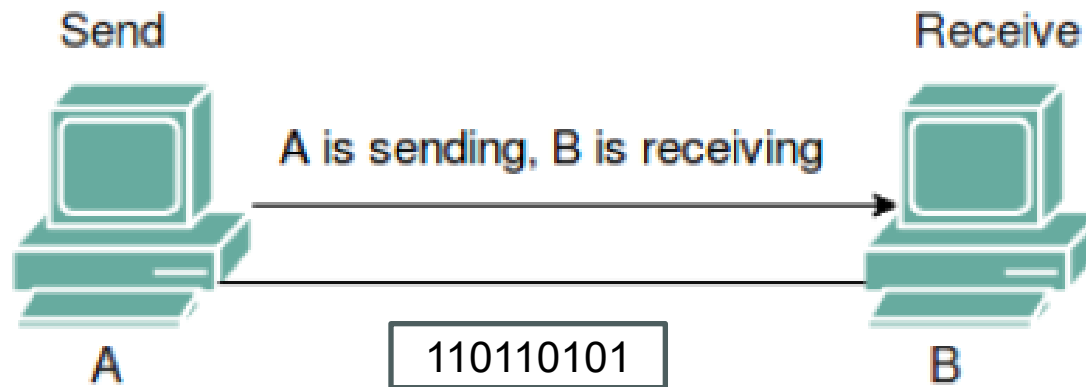 Send
Receive
A is sending, B is receiving
110110101
A
B